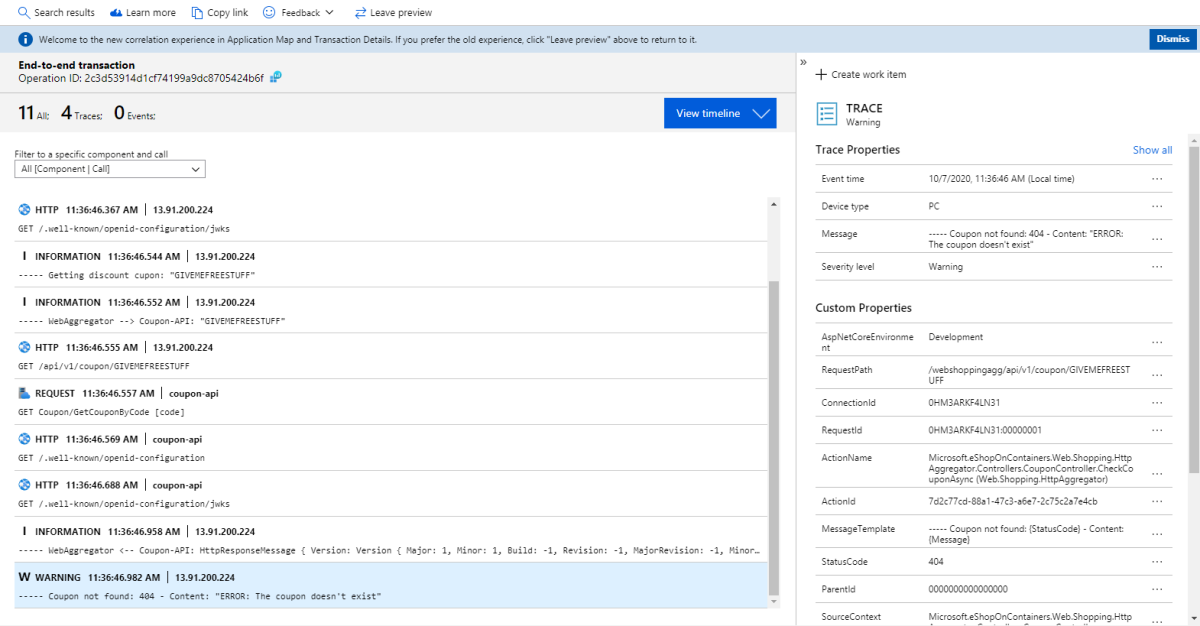 Search results Learn more Copy link Feedback Leave preview
Welcome to the new correlation experience in Application Map and Transaction Details. If you prefer the old experience, click "Leave preview" above to return to it.
Dismiss
End-to-end transaction
Operation ID: 2c3d53914d1cf74199a9dc8705424b6f
11 All; 4 Traces; 0 Events;
View timeline
Filter to a specific component and call
All [Component | Call]
HTTP 11:36:46.367 AM | 13.91.200.224
GET /.well-known/openid-configuration/jwks
I INFORMATION 11:36:46.544 AM | 13.91.200.224
----- Getting discount cupon: "GIVEMEFREESTUFF"
I INFORMATION 11:36:46.552 AM | 13.91.200.224
----- WebAggregator --> Coupon-API: "GIVEMEFREESTUFF"
HTTP 11:36:46.555 AM | 13.91.200.224
GET /api/v1/coupon/GIVEMEFREESTUFF
REQUEST 11:36:46.557 AM | coupon-api
GET Coupon/GetCouponByCode [code]
HTTP 11:36:46.569 AM | coupon-api
GET /.well-known/openid-configuration
HTTP 11:36:46.688 AM | coupon-api
GET /.well-known/openid-configuration/jwks
I INFORMATION 11:36:46.958 AM | 13.91.200.224
----- WebAggregator <-- Coupon-API: HttpResponseMessage { Version: Version { Major: 1, Minor: 1, Build: -1, Revision: -1, MajorRevision: -1, Minor…
W WARNING 11:36:46.982 AM | 13.91.200.224
----- Coupon not found: 404 - Content: "ERROR: The coupon doesn't exist"
»
Create work item
TRACE
Warning
Trace Properties Show all
Event time 10/7/2020, 11:36:46 AM (Local time) ...
Device type PC ...
Message ----- Coupon not found: 404 - Content: "ERROR:
The coupon doesn't exist" ...
Severity level Warning ...
Custom Properties
AspNetCoreEnvironme Development
nt ...
RequestPath /webshoppingagg/api/v1/coupon/GIVEMEFREEST
UFF ...
ConnectionId 0HM3ARKF4LN31 ...
RequestId 0HM3ARKF4LN31:00000001 ...
ActionName Microsoft.eShopOnContainers.Web.Shopping.Http
Aggregator.Controllers.CouponController.CheckCo
uponAsync (Web.Shopping.HttpAggregator) ...
ActionId 7d2c77cd-88a1-47c3-a6e7-2c75c2a7e4cb ...
MessageTemplate ----- Coupon not found: {StatusCode} - Content:
{Message} ...
StatusCode 404 ...
ParentId 0000000000000000 ...
SourceContext Microsoft.eShopOnContainers.Web.Shopping.Http